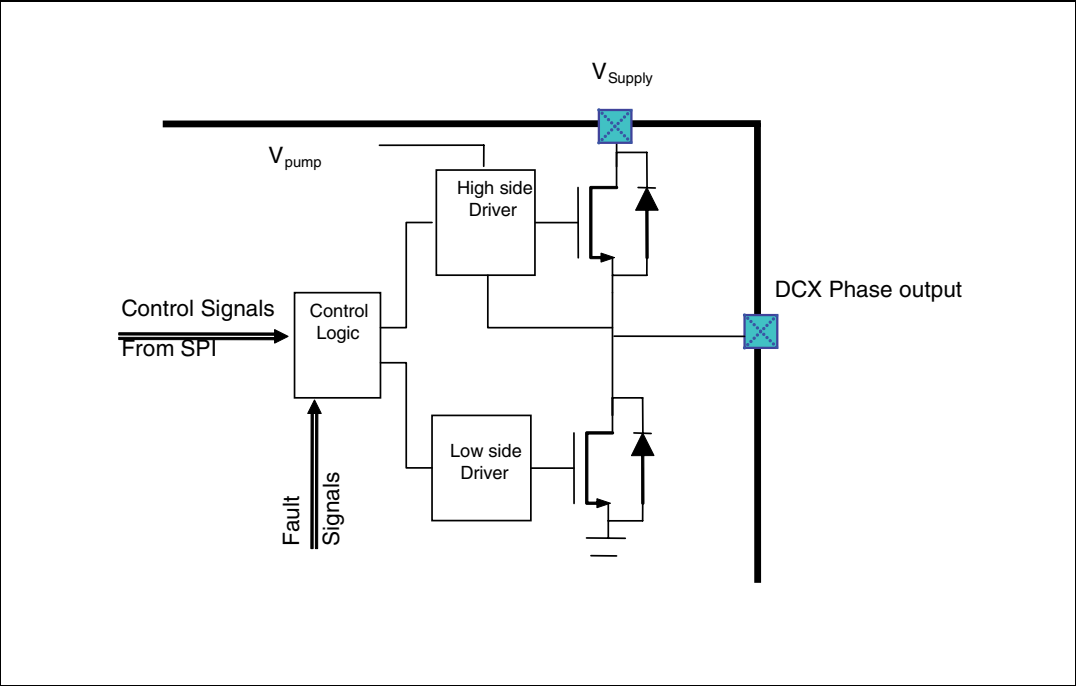 VSupply
Vpump
High side
Driver
DCX Phase output
Control Signals
From SPI
Control
Logic
Low side
Driver
Fault
Signals